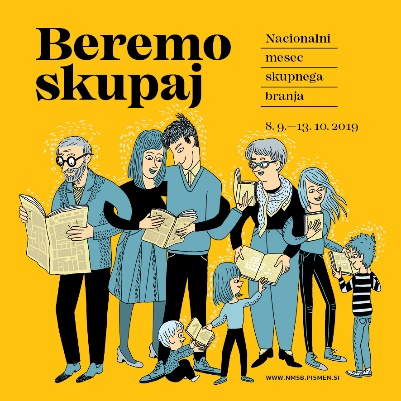 Beremo
skupaj
Nacionalni
mesec
skupnega
branja
8. 9.—13. 10. 2019
WWW.NMSB.PISMEN.SI